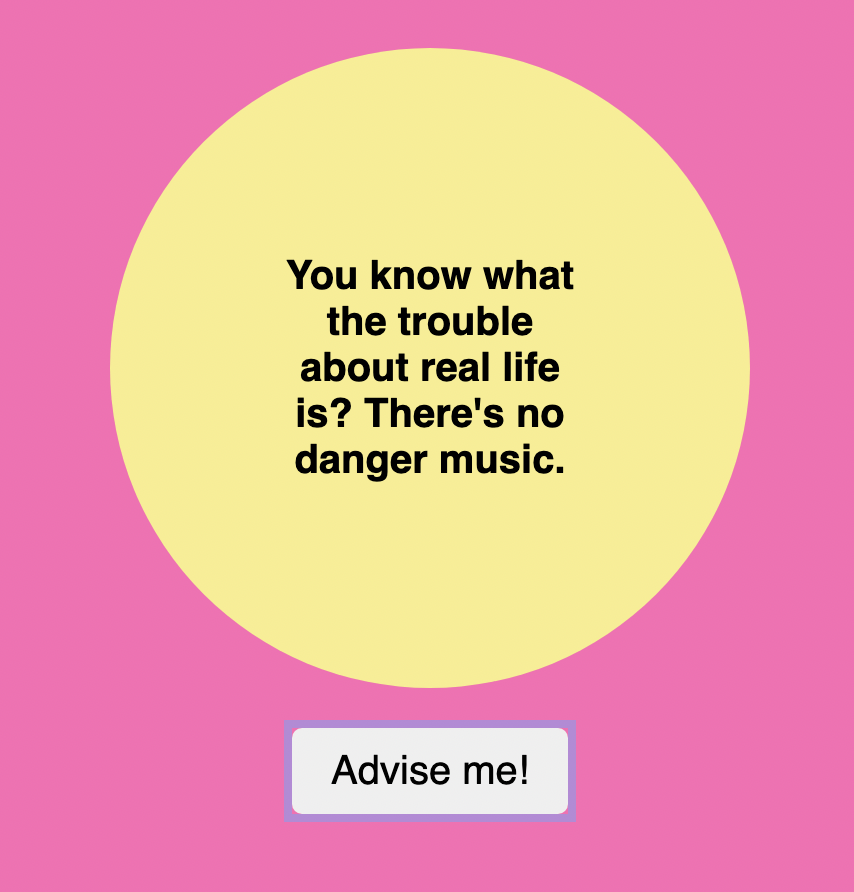 You know what
the trouble
about real life
is? There's no
danger music.
Advise me!